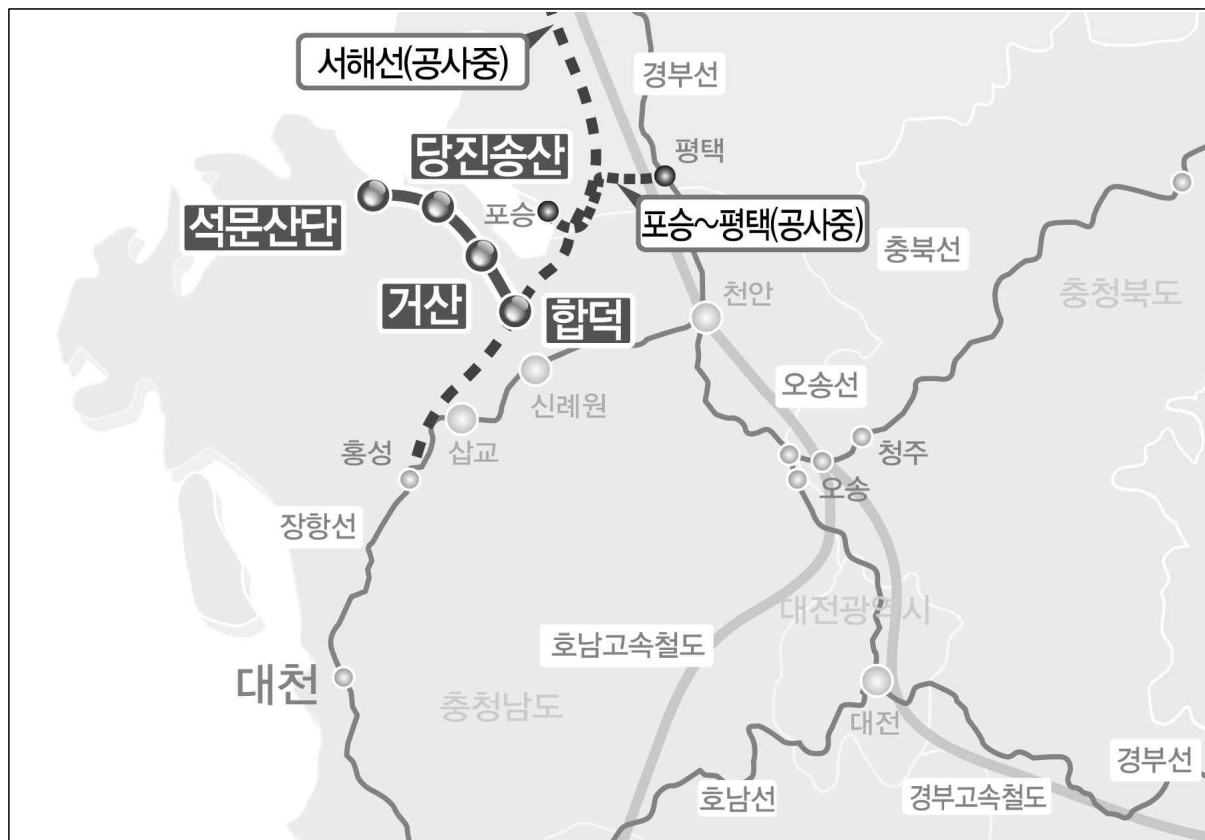 서해선(공사중)
경부선
당진송산
평택
석문산단
포승
포승~평택(공사중)
충북선
충청북도
거산
합덕
천안
신례원
오송선
홍성
삽교
청주
오송
장항선
대전광역시
호남고속철도
대천
충청남도
대전
경부선
호남선
경부고속철도